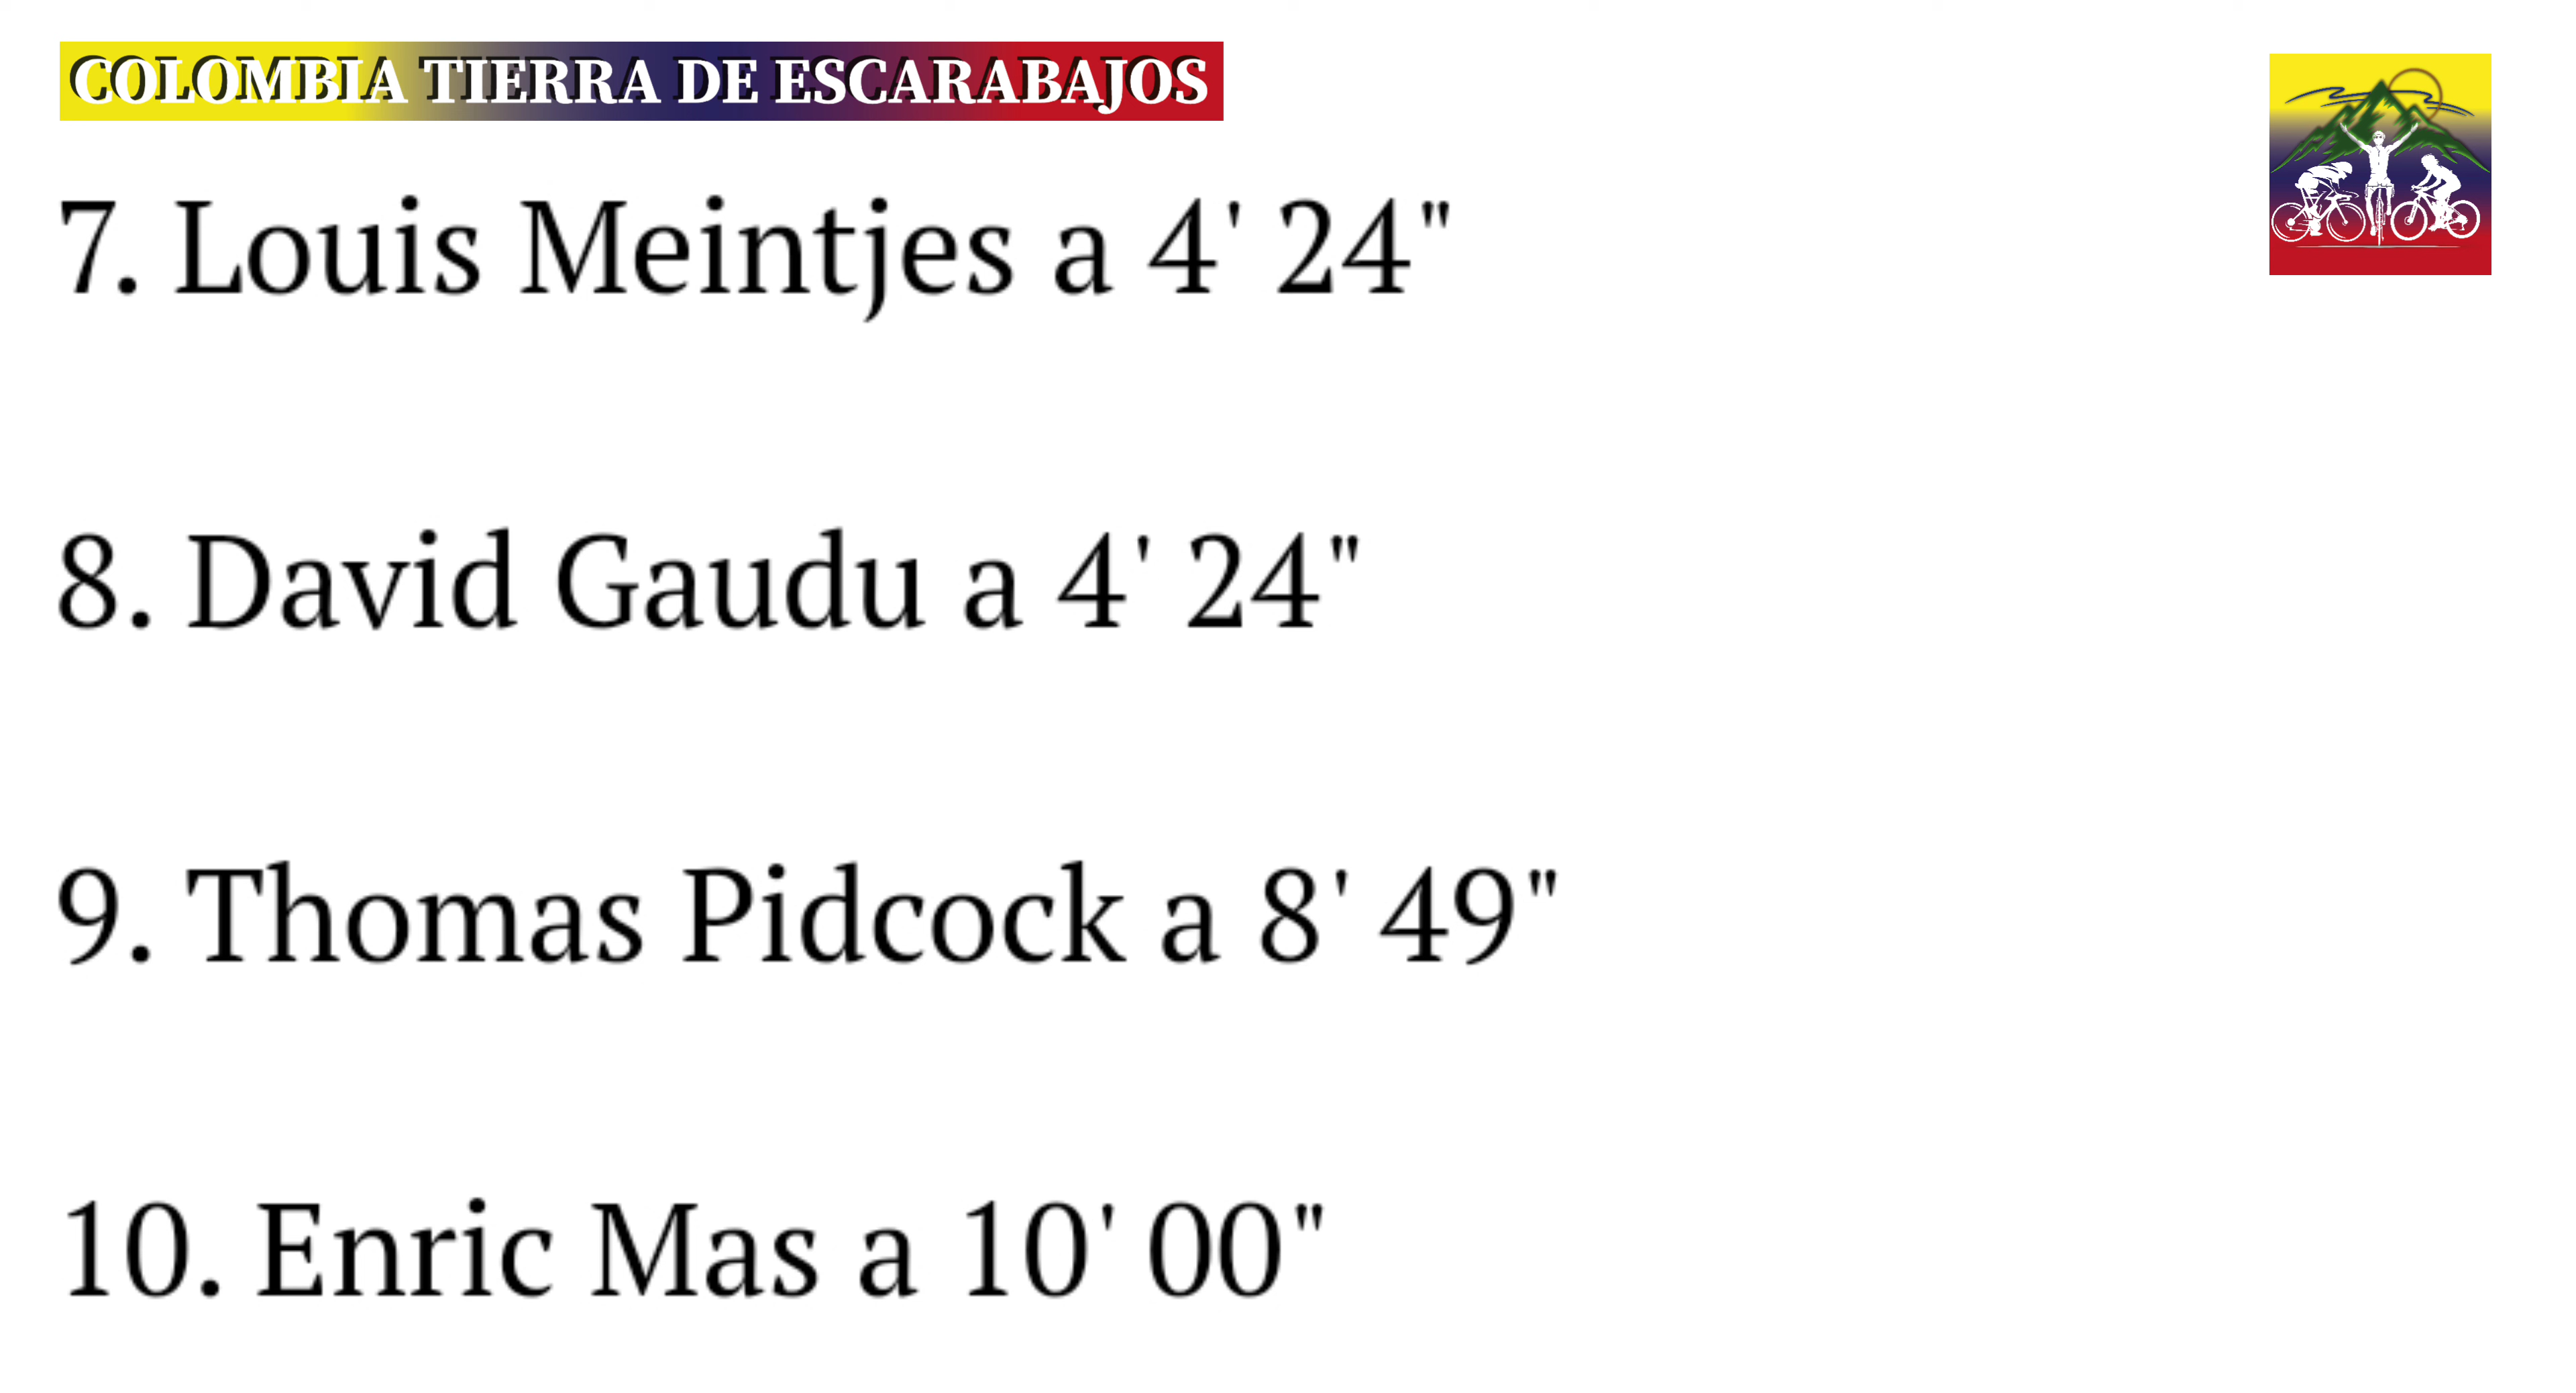 COLOMBIA TIERRA DE ESCARABAJOS
7. Louis Meintjes a 4' 24"
8. David Gaudu a 4' 24"
9. Thomas Pidcock a 8' 49"
10. Enric Mas a 10' 00"